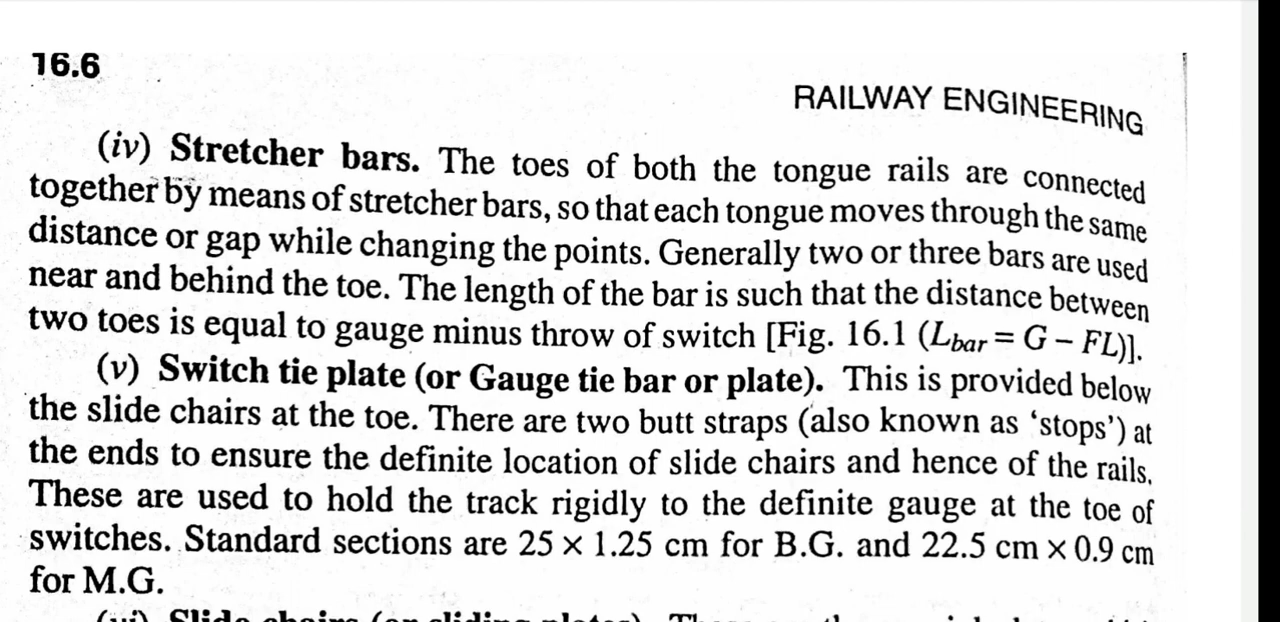 16.6
RAILWAY ENGINEERING
(iv) Stretcher bars. The toes of both the tongue rails are connected
together by means of stretcher bars, so that each tongue moves through the same
distance or gap while changing the points. Generally two or three bars are used
near and behind the toe. The length of the bar is such that the distance between
two toes is equal to gauge minus throw of switch [Fig. 16.1 (Lbar = G – FL)].
(v) Switch tie plate (or Gauge tie bar or plate). This is provided below
the slide chairs at the toe. There are two butt straps (also known as ‘stops’) at
the ends to ensure the definite location of slide chairs and hence of the rails.
These are used to hold the track rigidly to the definite gauge at the toe of
switches. Standard sections are 25 × 1.25 cm for B.G. and 22.5 cm × 0.9 cm
for M.G.
(vi) Slide chairs (or sliding plates).